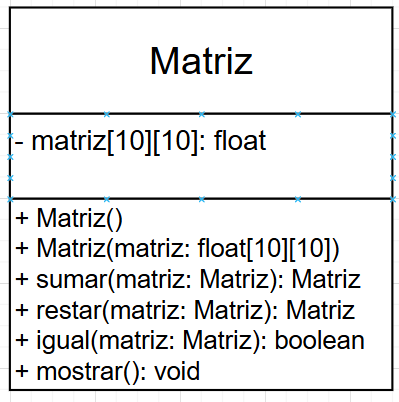 Matriz
- matriz[10][10]: float
+ Matriz()
+ Matriz(matriz: float[10][10])
+ sumar(matriz: Matriz): Matriz
+ restar(matriz: Matriz): Matriz
+ igual(matriz: Matriz): boolean
+ mostrar(): void